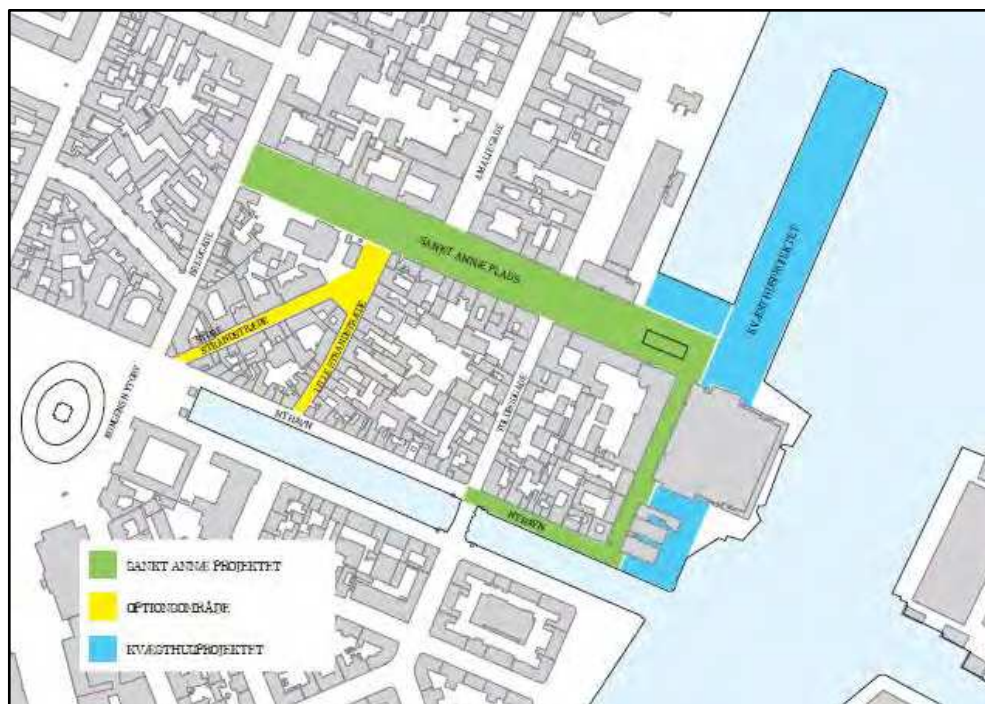 AMALIEGADE
SANKT ANNÆ PLADS
KVÆSTHUSPROJEKTET
BREDGADE
STORE
STRANDSTRÆDE
LILLE STRANDSTRÆDE
KONGENS NYTORV
NYHAVN
TOLDBODGADE
NYHAVN
SANKT ANNÆ PROJEKTET
OPTIONSOMRÅDE
KVÆSTHUSPROJEKTET